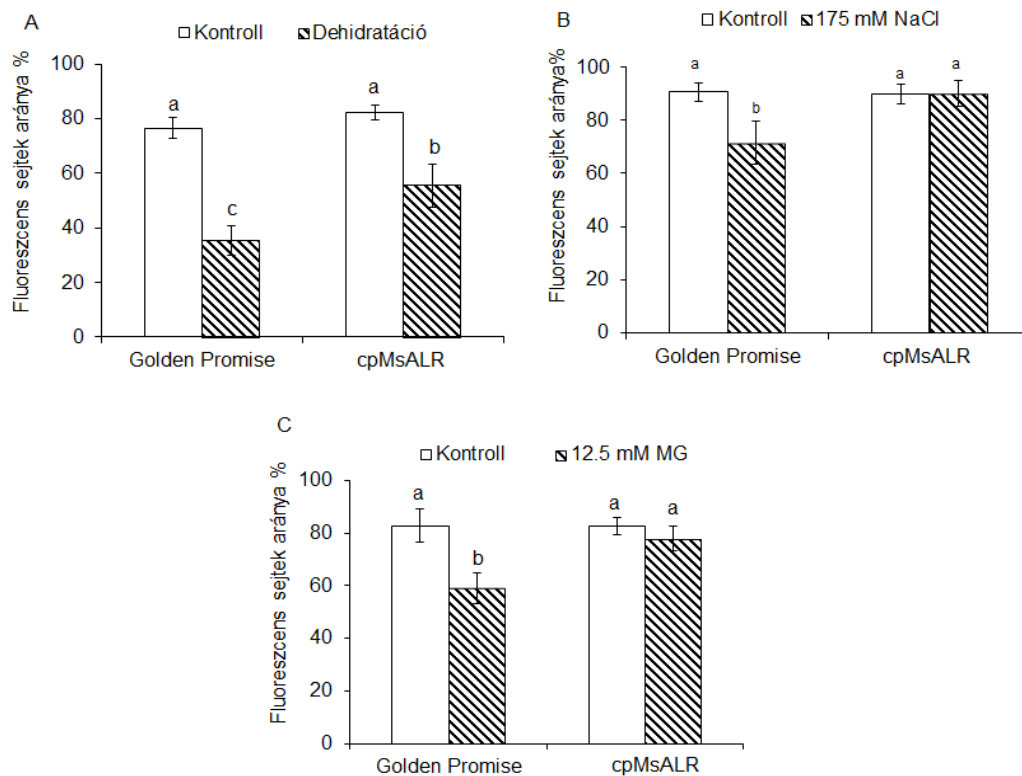 A
Kontroll Dehidratáció
Fluoreszcens sejtek aránya %
100
80
60
40
20
0
a
c
a
b
Golden Promise cpMsALR
B
Kontroll 175 mM NaCl
Fluoreszcens sejtek aránya%
100
80
60
40
20
0
a
b
a
a
Golden Promise cpMsALR
C
Kontroll 12.5 mM MG
Fluoreszcens sejtek aránya %
100
80
60
40
20
0
a
b
a
a
Golden Promise cpMsALR